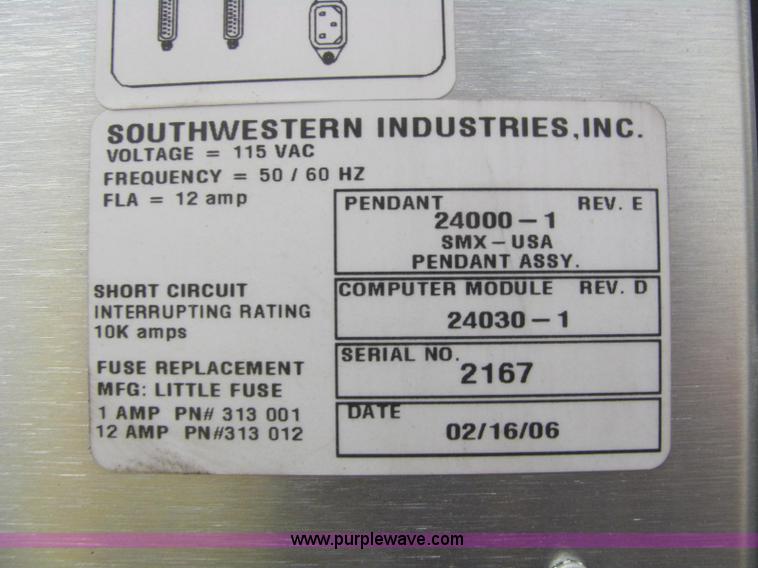 SOUTHWESTERN INDUSTRIES, INC.
VOLTAGE = 115 VAC
FREQUENCY = 50 / 60 HZ
FLA = 12 amp
PENDANT REV. E
24000-1
SMX-USA
PENDANT ASSY.
SHORT CIRCUIT
INTERRUPTING RATING
10K amps
COMPUTER MODULE REV. D
24030-1
FUSE REPLACEMENT
MFG: LITTLE FUSE
1 AMP PN# 313 001
12 AMP PN#313 012
SERIAL NO.
2167
DATE
02/16/06
www.purplewave.com